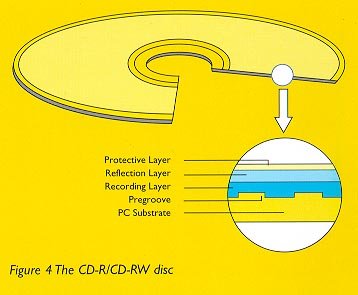 Protective Layer
Reflection Layer
Recording Layer
Pregroove
PC Substrate
Figure 4 The CD-R/CD-RW disc